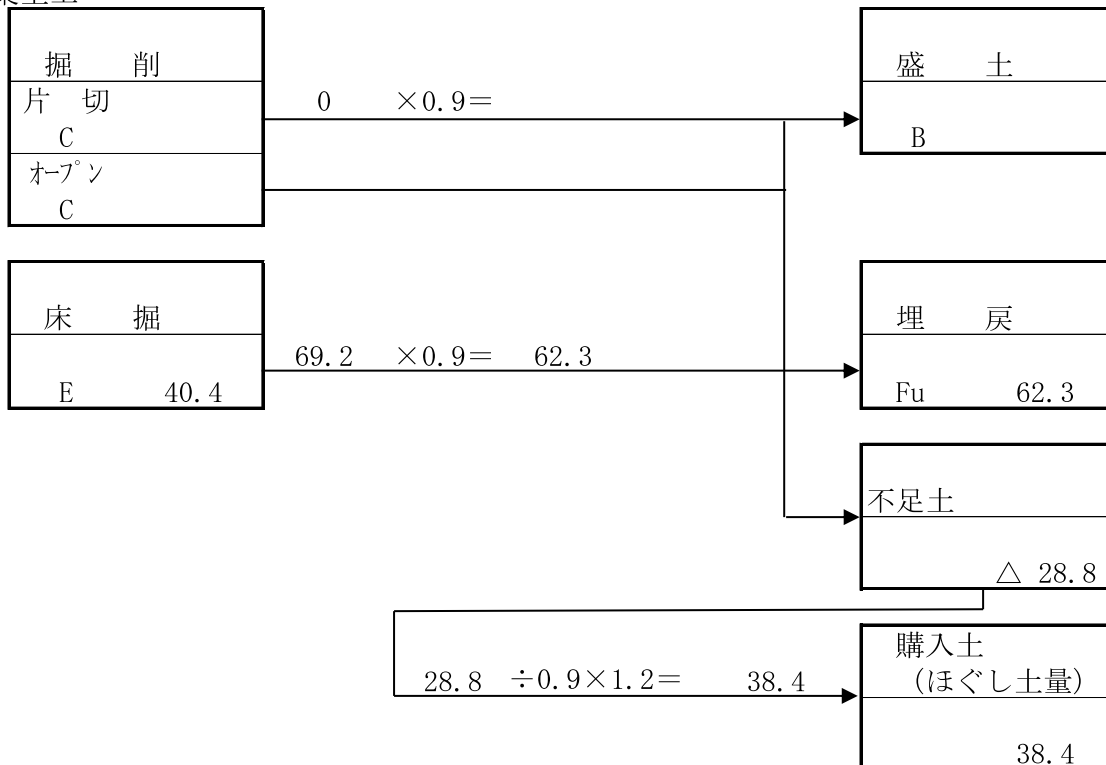 掘　削
片　切
C
オープン
C
0　×0.9＝
盛　土
B
床　掘
E　40.4
69.2　×0.9＝　62.3
埋　戻
Fu　62.3
不足土
△ 28.8
28.8　÷0.9×1.2＝　38.4
購入土
(ほぐし土量)
38.4